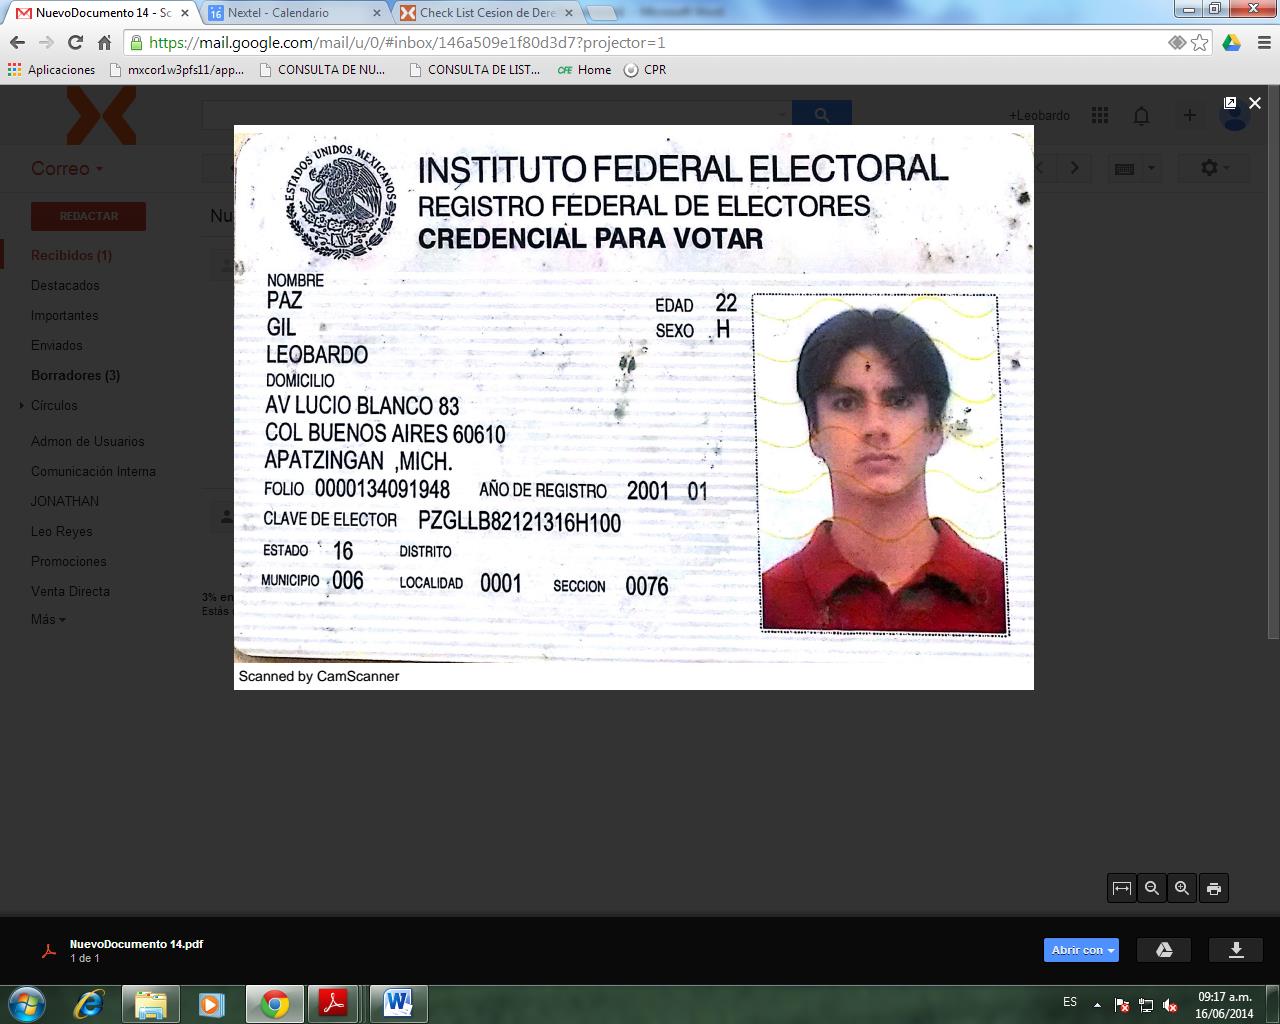 NuevoDocumento 14 - Sc
Nextel - Calendario
Check List Cesion de Dere
Microsoft Word
https://mail.google.com/mail/u/0/#inbox/146a509e1f80d3d7?projector=1
Aplicaciones
mxcor1w3pfs11/app...
CONSULTA DE NU...
CONSULTA DE LIST...
CFE Home
CPR
+Leobardo
Correo
REDACTAR
Nu
Recibidos (1)
Destacados
Importantes
Enviados
Borradores (3)
Círculos
Admon de Usuarios
Comunicación Interna
JONATHAN
Leo Reyes
Promociones
Venta Directa
Más
3% en
Estás
ESTADOS UNIDOS MEXICANOS
INSTITUTO FEDERAL ELECTORAL
REGISTRO FEDERAL DE ELECTORES
CREDENCIAL PARA VOTAR
NOMBRE
PAZ
GIL
LEOBARDO
EDAD 22
SEXO H
DOMICILIO
AV LUCIO BLANCO 83
COL BUENOS AIRES 60610
APATZINGAN ,MICH.
FOLIO 0000134091948 AÑO DE REGISTRO 2001 01
CLAVE DE ELECTOR PZGLLB82121316H100
ESTADO 16 DISTRITO
MUNICIPIO 006 LOCALIDAD 0001 SECCION 0076
Scanned by CamScanner
NuevoDocumento 14.pdf
1 de 1
Abrir con
ES
09:17 a.m.
16/06/2014